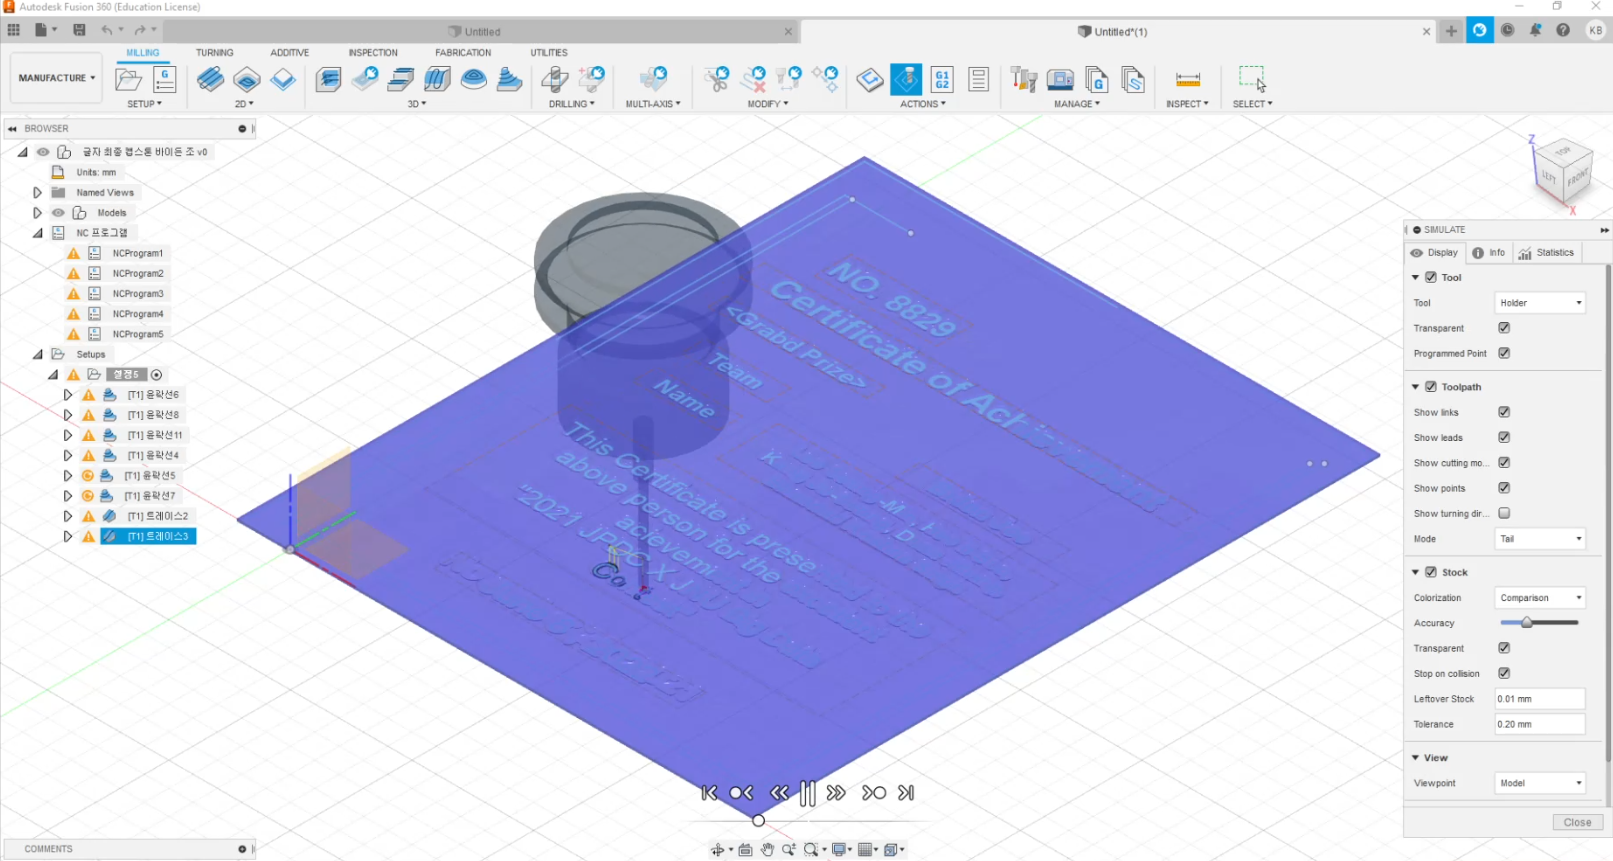 Autodesk Fusion 360 (Education License)
Untitled
Untitled*(1)
KB
MILLING
TURNING
ADDITIVE
INSPECTION
FABRICATION
UTILITIES
MANUFACTURE
SETUP
2D
3D
DRILLING
MULTI-AXIS
MODIFY
G1
G2
ACTIONS
MANAGE
INSPECT
SELECT
BROWSER
글자 최종 캡스톤 바이든 조 v0
Units: mm
Named Views
Models
NC 프로그램
NCProgram1
NCProgram2
NCProgram3
NCProgram4
NCProgram5
Setups
설정5
[T1] 윤곽선6
[T1] 윤곽선8
[T1] 윤곽선11
[T1] 윤곽선4
[T1] 윤곽선5
[T1] 윤곽선7
[T1] 트레이스2
[T1] 트레이스3
NO. 8829
Certificate of
<Grabd Prize>
Team
Name
This Certificate is prese
above person for the
acievemi
"2021 JPRC X J
Z
TOP
LEFT
FRONT
X
SIMULATE
Display
Info
Statistics
Tool
Tool
Holder
Transparent
Programmed Point
Toolpath
Show links
Show leads
Show cutting mo...
Show points
Show turning dir...
Mode
Tail
Stock
Colorization
Comparison
Accuracy
Transparent
Stop on collision
Leftover Stock
0.01 mm
Tolerance
0.20 mm
View
Viewpoint
Model
Close
COMMENTS